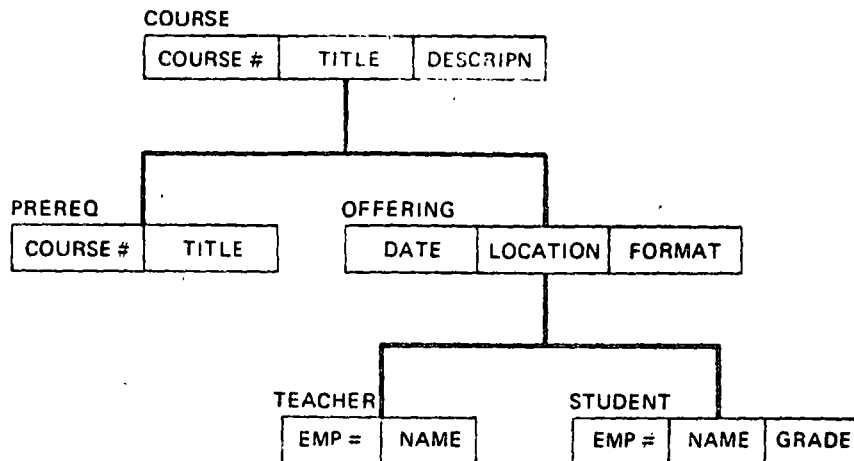 COURSE
COURSE # TITLE DESCRIPN
PREREQ OFFERING
COURSE # TITLE DATE LOCATION FORMAT
TEACHER STUDENT
EMP = NAME EMP # NAME GRADE